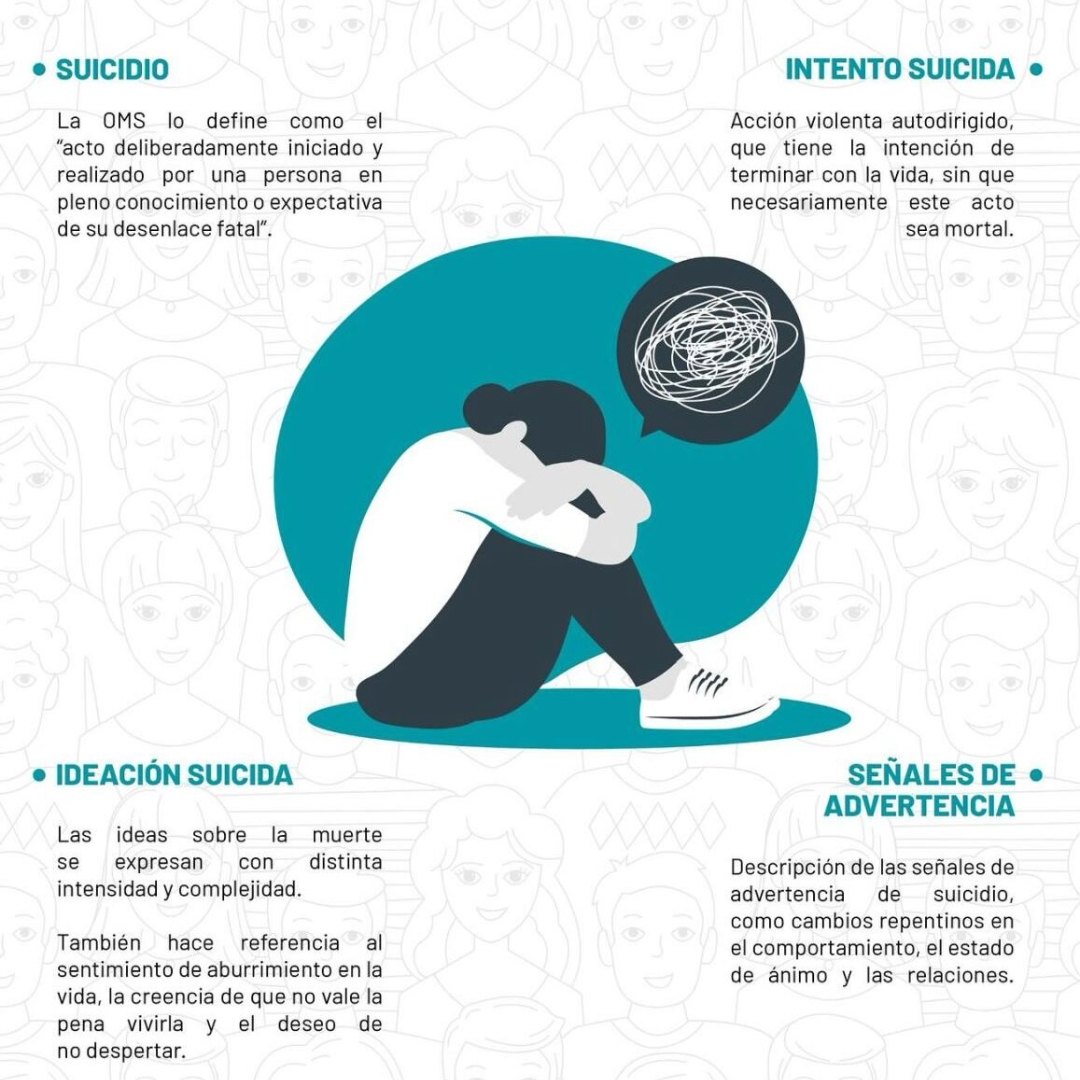 SUICIDIO
La OMS lo define como el
“acto deliberadamente iniciado y
realizado por una persona en
pleno conocimiento o expectativa
de su desenlace fatal”.
INTENTO SUICIDA
Acción violenta autodirigido,
que tiene la intención de
terminar con la vida, sin que
necesariamente este acto
sea mortal.
IDEACIÓN SUICIDA
Las ideas sobre la muerte
se expresan con distinta
intensidad y complejidad.
También hace referencia al
sentimiento de aburrimiento en la
vida, la creencia de que no vale la
pena vivirla y el deseo de
no despertar.
SEÑALES DE
ADVERTENCIA
Descripción de las señales de
advertencia de suicidio,
como cambios repentinos en
el comportamiento, el estado
de ánimo y las relaciones.